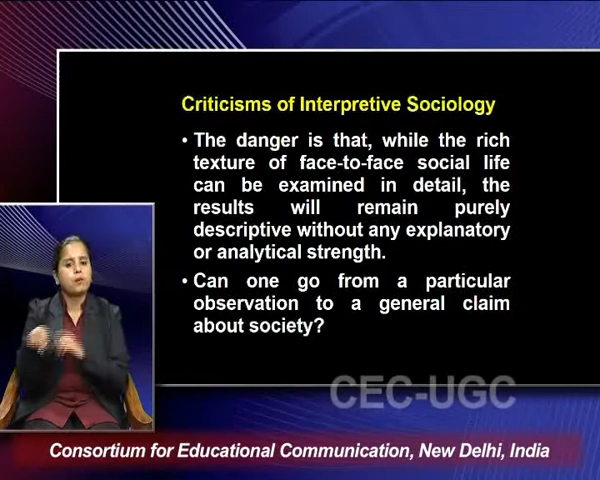 Criticisms of Interpretive Sociology
• The danger is that, while the rich
texture of face-to-face social life
can be examined in detail, the
results will remain purely
descriptive without any explanatory
or analytical strength.
• Can one go from a particular
observation to a general claim
about society?
CEC-UGC
Consortium for Educational Communication, New Delhi, India